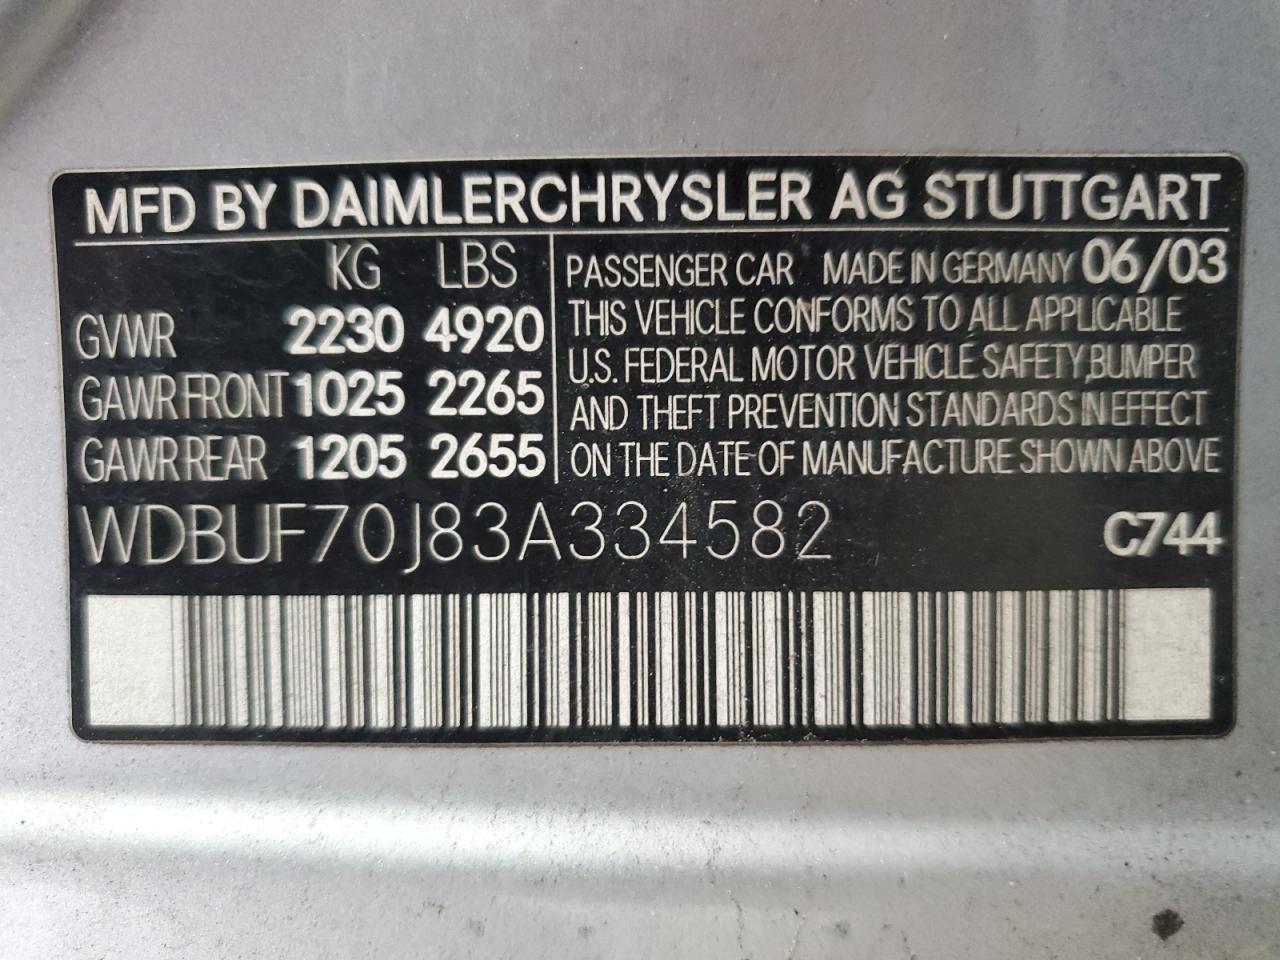 MFD BY DAIMLERCHRYSLER AG STUTTGART
KG LBS
GVWR 2230 4920
GAWR FRONT 1025 2265
GAWR REAR 1205 2655
PASSENGER CAR MADE IN GERMANY 06/03
THIS VEHICLE CONFORMS TO ALL APPLICABLE
U.S. FEDERAL MOTOR VEHICLE SAFETY, BUMPER
AND THEFT PREVENTION STANDARDS IN EFFECT
ON THE DATE OF MANUFACTURE SHOWN ABOVE
WDBUF70J83A334582 C744